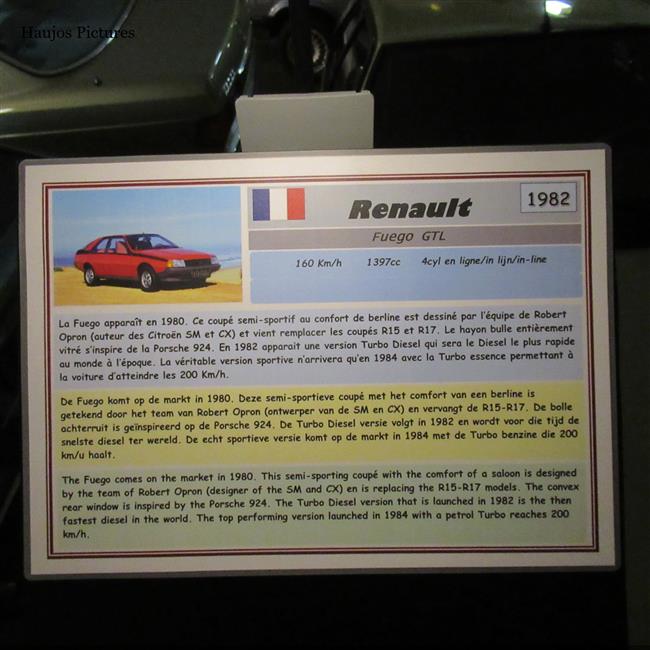 Haujos Pictures
Renault
1982
Fuego GTL
160 Km/h 1397cc 4cyl en ligne/in lijn/in-line
La Fuego apparaît en 1980. Ce coupé semi-sportif au confort de berline est dessiné par l'équipe de Robert
Opron (auteur des Citroën SM et CX) et vient remplacer les coupés R15 et R17. Le hayon bulle entièrement
vitré s'inspire de la Porsche 924. En 1982 apparait une version Turbo Diesel qui sera le Diesel le plus rapide
au monde à l'époque. La véritable version sportive n'arrivera qu'en 1984 avec la Turbo essence permettant à
la voiture d'atteindre les 200 Km/h.
De Fuego komt op de markt in 1980. Deze semi-sportieve coupé met het comfort van een berline is
getekend door het team van Robert Opron (ontwerper van de SM en CX) en vervangt de R15-R17. De bolle
achterruit is geïnspireerd op de Porsche 924. De Turbo Diesel versie volgt in 1982 en wordt voor die tijd de
snelste diesel ter wereld. De echt sportieve versie komt op de markt in 1984 met de Turbo benzine die 200
km/u haalt.
The Fuego comes on the market in 1980. This semi-sporting coupé with the comfort of a saloon is designed
by the team of Robert Opron (designer of the SM and CX) en is replacing the R15-R17 models. The convex
rear window is inspired by the Porsche 924. The Turbo Diesel version that is launched in 1982 is the then
fastest diesel in the world. The top performing version launched in 1984 with a petrol Turbo reaches 200
km/h.